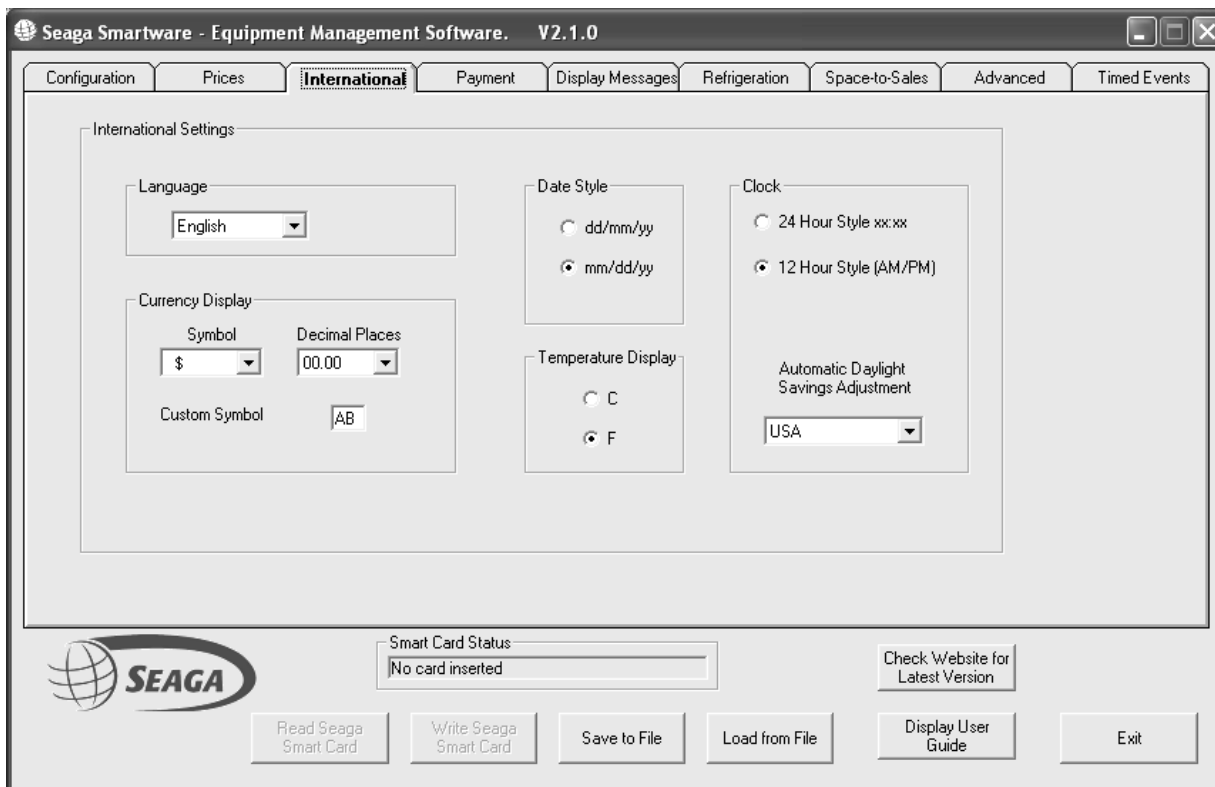 Seaga Smartware - Equipment Management Software. V2.1.0
Configuration Prices International Payment Display Messages Refrigeration Space-to-Sales Advanced Timed Events
International Settings
Language
English
Date Style
dd/mm/yy
mm/dd/yy
Clock
24 Hour Style xx:xx
12 Hour Style (AM/PM)
Currency Display
Symbol Decimal Places
$ 00.00
Custom Symbol AB
Temperature Display
C
F
Automatic Daylight
Savings Adjustment
USA
SEAGA
Smart Card Status
No card inserted
Check Website for
Latest Version
Read Seaga
Smart Card
Write Seaga
Smart Card
Save to File
Load from File
Display User
Guide
Exit